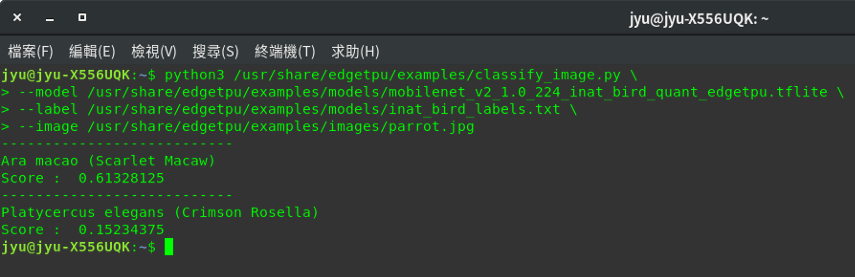 jyu@jyu-X556UQK: ~
檔案(F) 編輯(E) 檢視(V) 搜尋(S) 終端機(T) 求助(H)
jyu@jyu-X556UQK:~$ python3 /usr/share/edgetpu/examples/classify_image.py \
> --model /usr/share/edgetpu/examples/models/mobilenet_v2_1.0_224_inat_bird_quant_edgetpu.tflite \
> --label /usr/share/edgetpu/examples/models/inat_bird_labels.txt \
> --image /usr/share/edgetpu/examples/images/parrot.jpg
---------------------------
Ara macao (Scarlet Macaw)
Score :  0.61328125
---------------------------
Platycercus elegans (Crimson Rosella)
Score :  0.15234375
jyu@jyu-X556UQK:~$